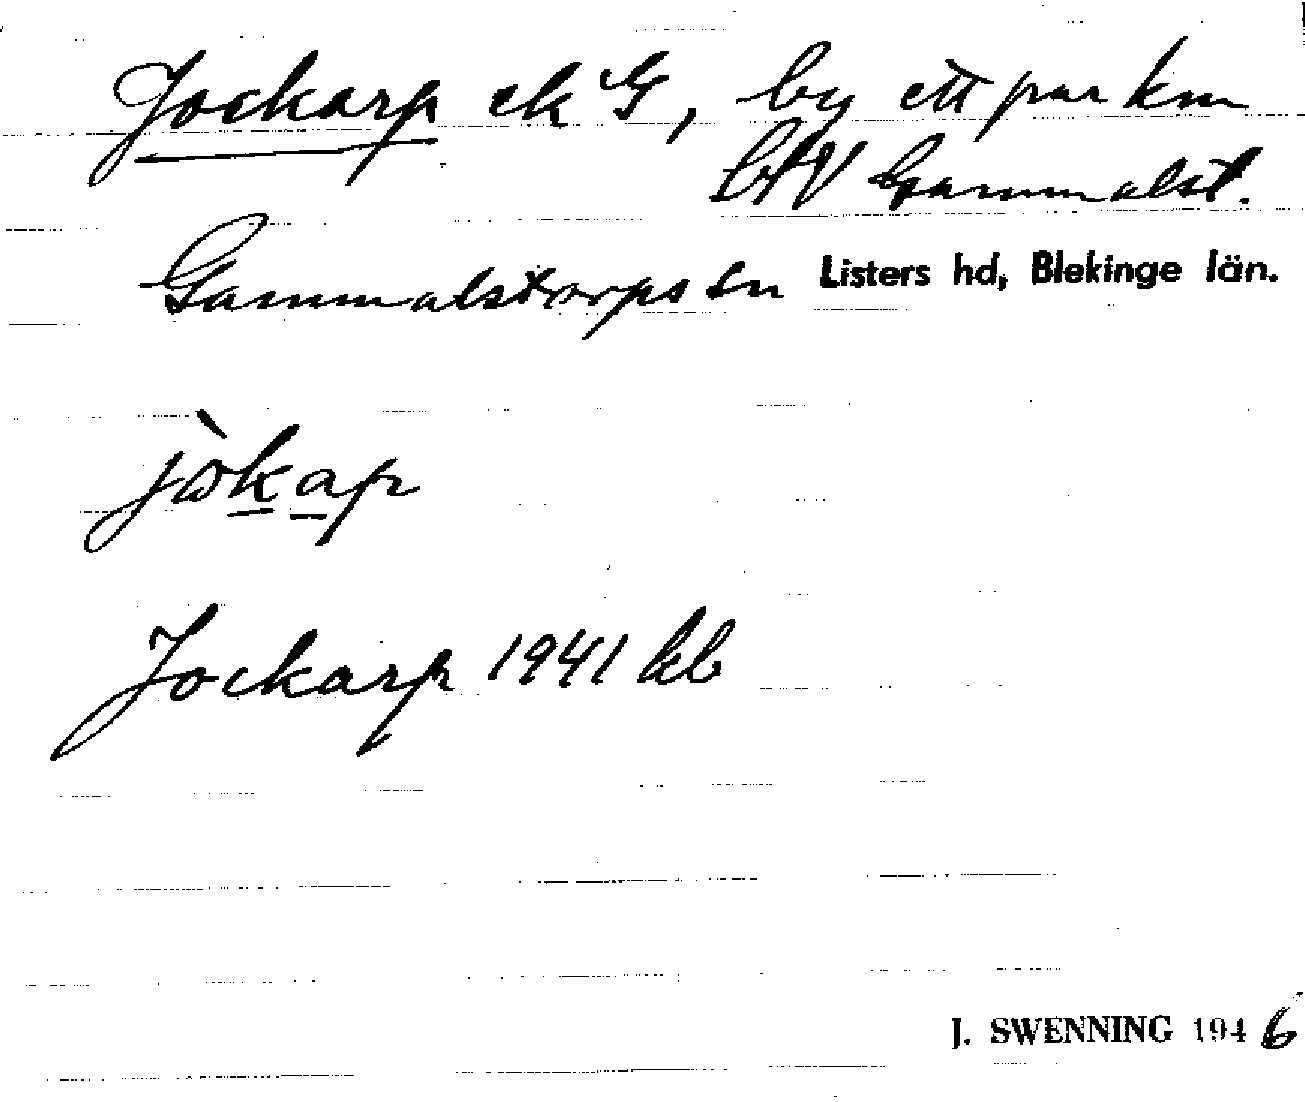 Jockarp ek G, by ett par km
bfV Gammalst.
Gammalstorps sn Listers hd, Blekinge län.
jòkap
Jockarp 1941 kb
J. SWENNING 1946